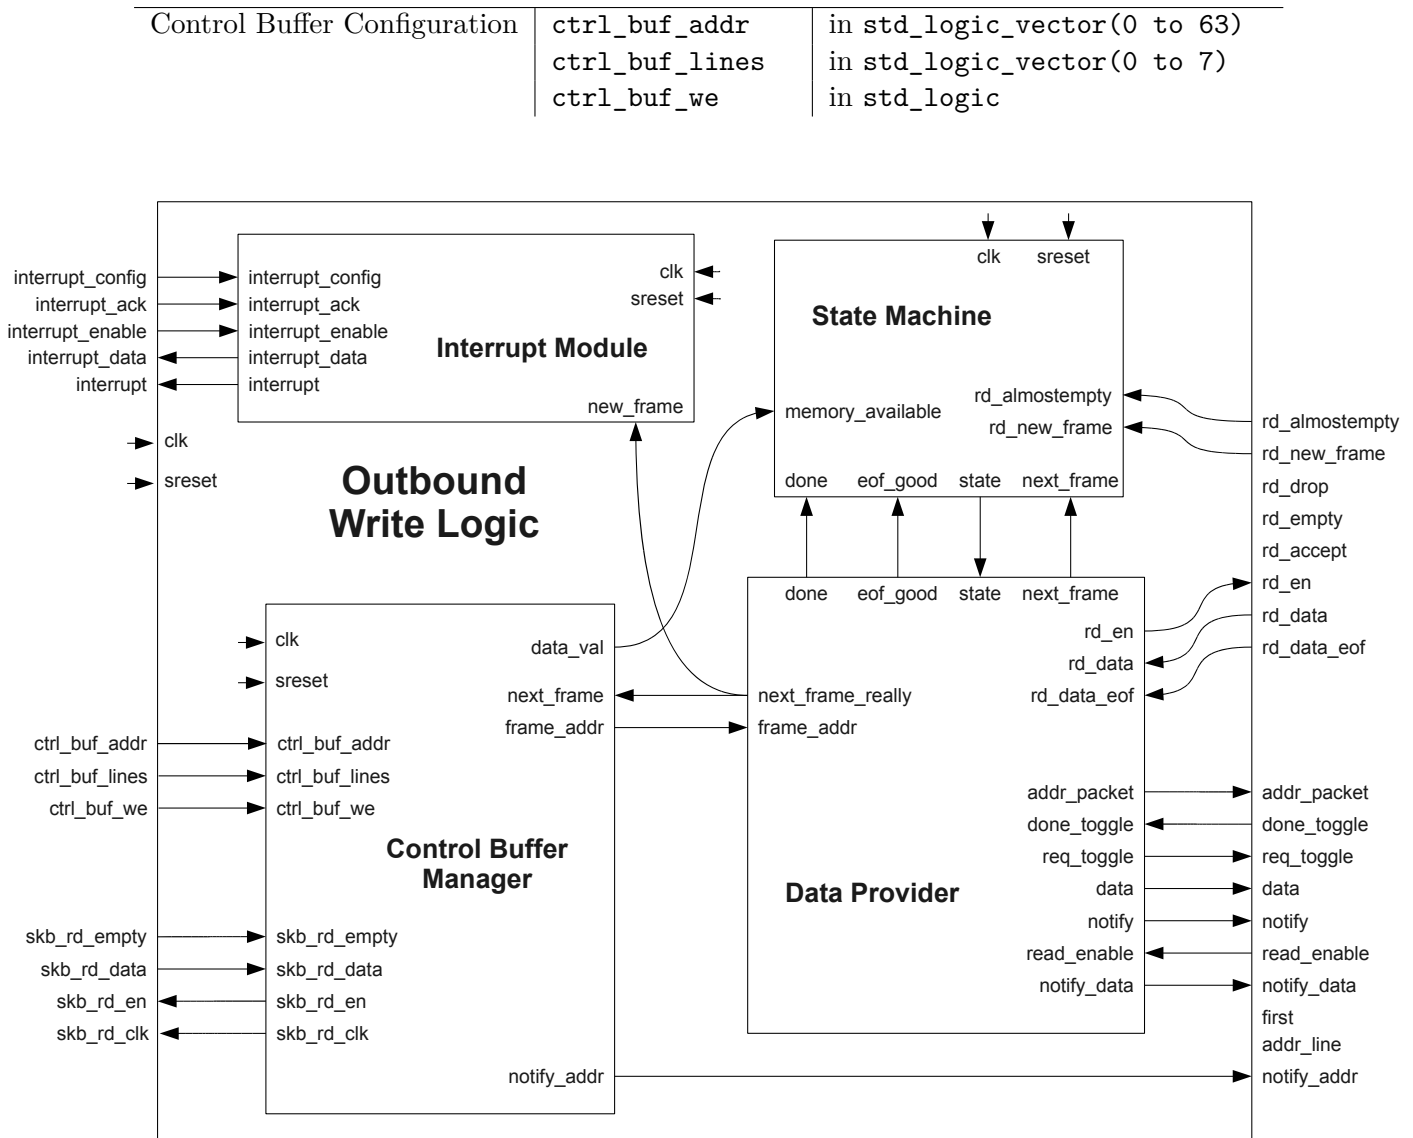 Control Buffer Configuration ctrl_buf_addr in std_logic_vector(0 to 63)
ctrl_buf_lines in std_logic_vector(0 to 7)
ctrl_buf_we in std_logic
interrupt_config
interrupt_ack
interrupt_enable
interrupt_data
interrupt
clk
sreset
interrupt_config
interrupt_ack
interrupt_enable
interrupt_data
interrupt
clk
sreset
Interrupt Module
new_frame
clk sreset
State Machine
memory_available
rd_almostempty
rd_new_frame
done eof_good state next_frame
Outbound
Write Logic
rd_almostempty
rd_new_frame
rd_drop
rd_empty
rd_accept
rd_en
rd_data
rd_data_eof
clk
sreset
data_val
next_frame
frame_addr
ctrl_buf_addr
ctrl_buf_lines
ctrl_buf_we
ctrl_buf_addr
ctrl_buf_lines
ctrl_buf_we
Control Buffer
Manager
skb_rd_empty
skb_rd_data
skb_rd_en
skb_rd_clk
skb_rd_empty
skb_rd_data
skb_rd_en
skb_rd_clk
notify_addr
done eof_good state next_frame
rd_en
rd_data
rd_data_eof
next_frame_really
frame_addr
Data Provider
addr_packet
done_toggle
req_toggle
data
notify
read_enable
notify_data
addr_packet
done_toggle
req_toggle
data
notify
read_enable
notify_data
first
addr_line
notify_addr